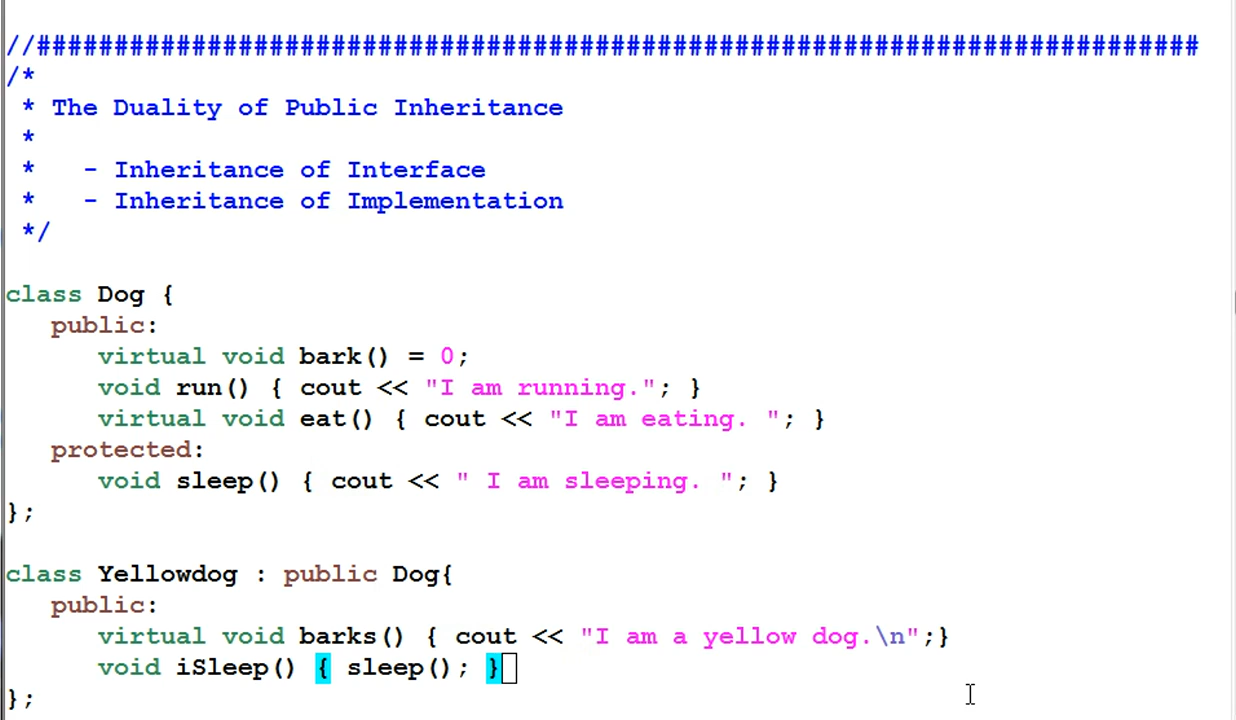 //###########################################################################
/*
 * The Duality of Public Inheritance
 *
 *   - Inheritance of Interface
 *   - Inheritance of Implementation
 */
class Dog {
   public:
      virtual void bark() = 0;
      void run() { cout << "I am running."; }
      virtual void eat() { cout << "I am eating. "; }
   protected:
      void sleep() { cout << " I am sleeping. "; }
};
class Yellowdog : public Dog{
   public:
      virtual void barks() { cout << "I am a yellow dog.\n";}
      void iSleep() { sleep(); }
};